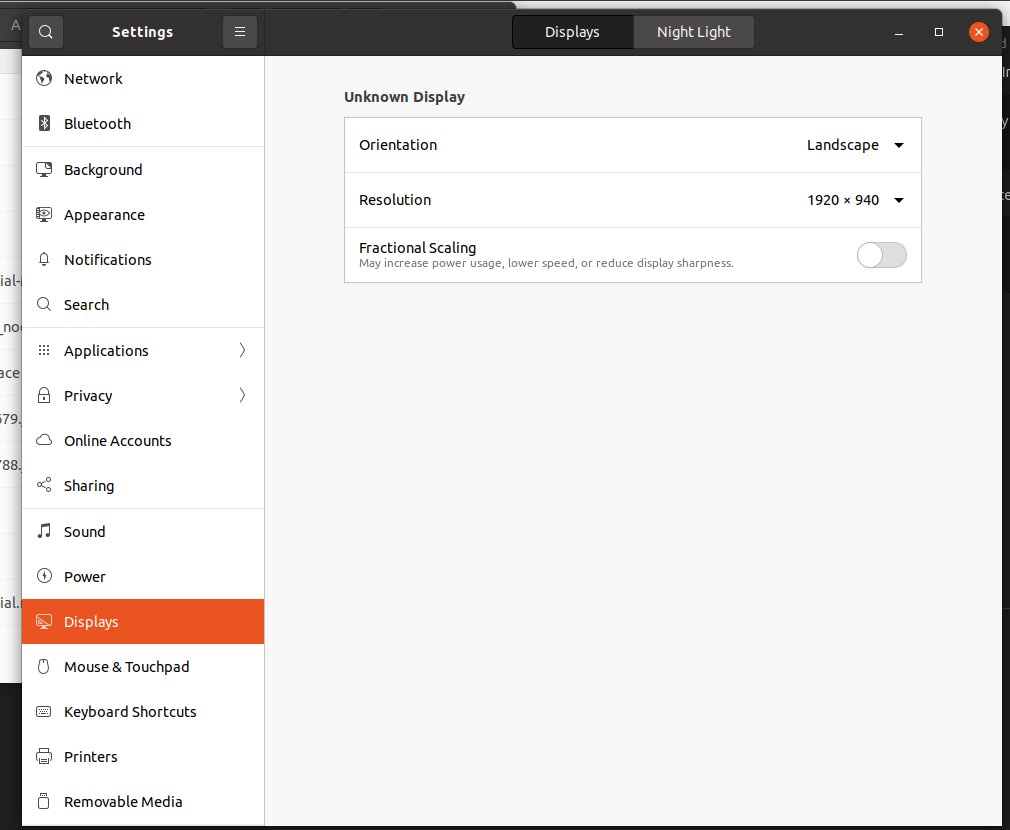 Settings
Displays
Night Light
Network
Bluetooth
Background
Appearance
Notifications
Search
Applications
Privacy
Online Accounts
Sharing
Sound
Power
Displays
Mouse & Touchpad
Keyboard Shortcuts
Printers
Removable Media
Unknown Display
Orientation
Landscape
Resolution
1920 × 940
Fractional Scaling
May increase power usage, lower speed, or reduce display sharpness.